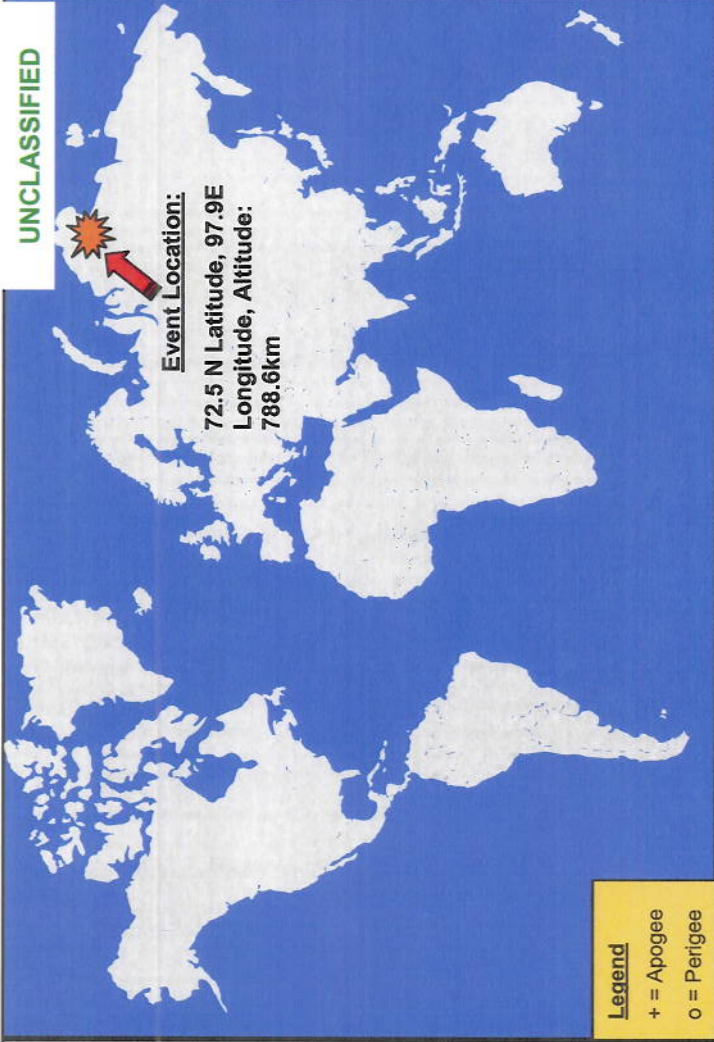 UNCLASSIFIED
Event Location:
72.5 N Latitude, 97.9E
Longitude, Altitude:
788.6km
Legend
+ = Apogee
o = Perigee